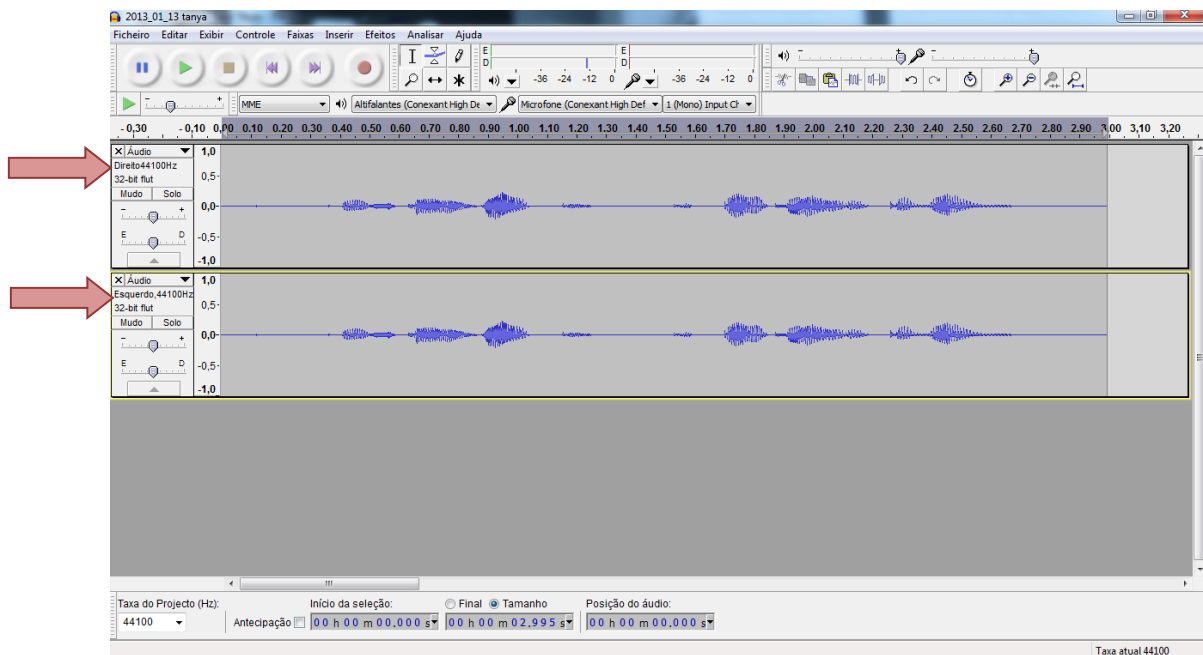 2013_01_13 tanya
Ficheiro Editar Exibir Controle Faixas Inserir Efeitos Analisar Ajuda
E
D
-36 -24 -12 0
E
D
-36 -24 -12 0
MME
Altifalantes (Conexant High De
Microfone (Conexant High Def
1 (Mono) Input Ch
- 0,30 - 0,10 0,00 0,10 0,20 0,30 0,40 0,50 0,60 0,70 0,80 0,90 1,00 1,10 1,20 1,30 1,40 1,50 1,60 1,70 1,80 1,90 2,00 2,10 2,20 2,30 2,40 2,50 2,60 2,70 2,80 2,90 3,00 3,10 3,20
X Áudio
Direito44100Hz
32-bit flut
Mudo Solo
- +
E D
1,0
0,5
0,0
-0,5
-1,0
X Áudio
Esquerdo,44100Hz
32-bit flut
Mudo Solo
- +
E D
1,0
0,5
0,0
-0,5
-1,0
Taxa do Projecto (Hz): Início da seleção: Final Tamanho Posição do áudio:
44100 Antecipação 00 h 00 m 00,000 s 00 h 00 m 02,995 s 00 h 00 m 00,000 s
Taxa atual 44100